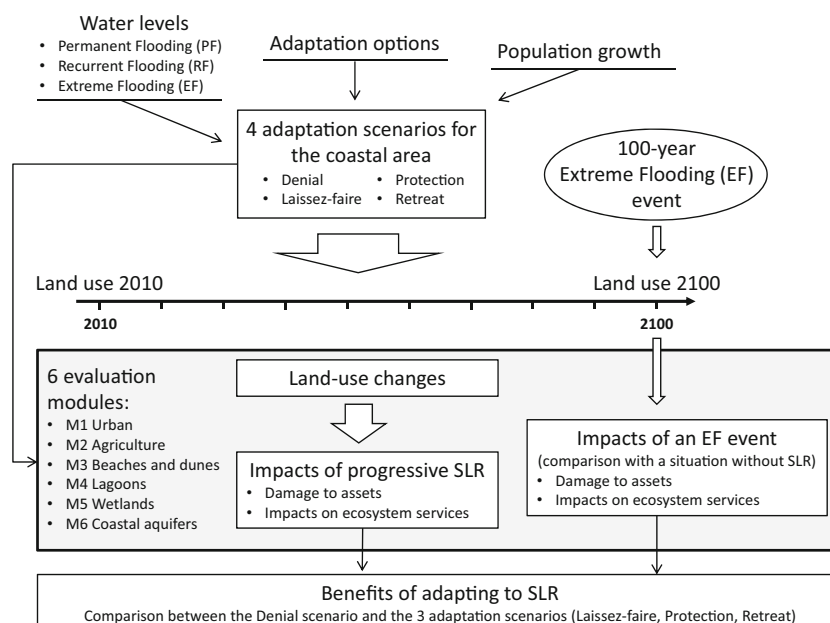 Water levels
• Permanent Flooding (PF)
• Recurrent Flooding (RF)
• Extreme Flooding (EF)
Adaptation options
Population growth
4 adaptation scenarios for
the coastal area
• Denial
• Protection
• Laissez-faire
• Retreat
100-year
Extreme Flooding (EF)
event
Land use 2010
Land use 2100
2010
2100
6 evaluation
modules:
• M1 Urban
• M2 Agriculture
• M3 Beaches and dunes
• M4 Lagoons
• M5 Wetlands
• M6 Coastal aquifers
Land-use changes
Impacts of progressive SLR
• Damage to assets
• Impacts on ecosystem services
Impacts of an EF event
(comparison with a situation without SLR)
• Damage to assets
• Impacts on ecosystem services
Benefits of adapting to SLR
Comparison between the Denial scenario and the 3 adaptation scenarios (Laissez-faire, Protection, Retreat)